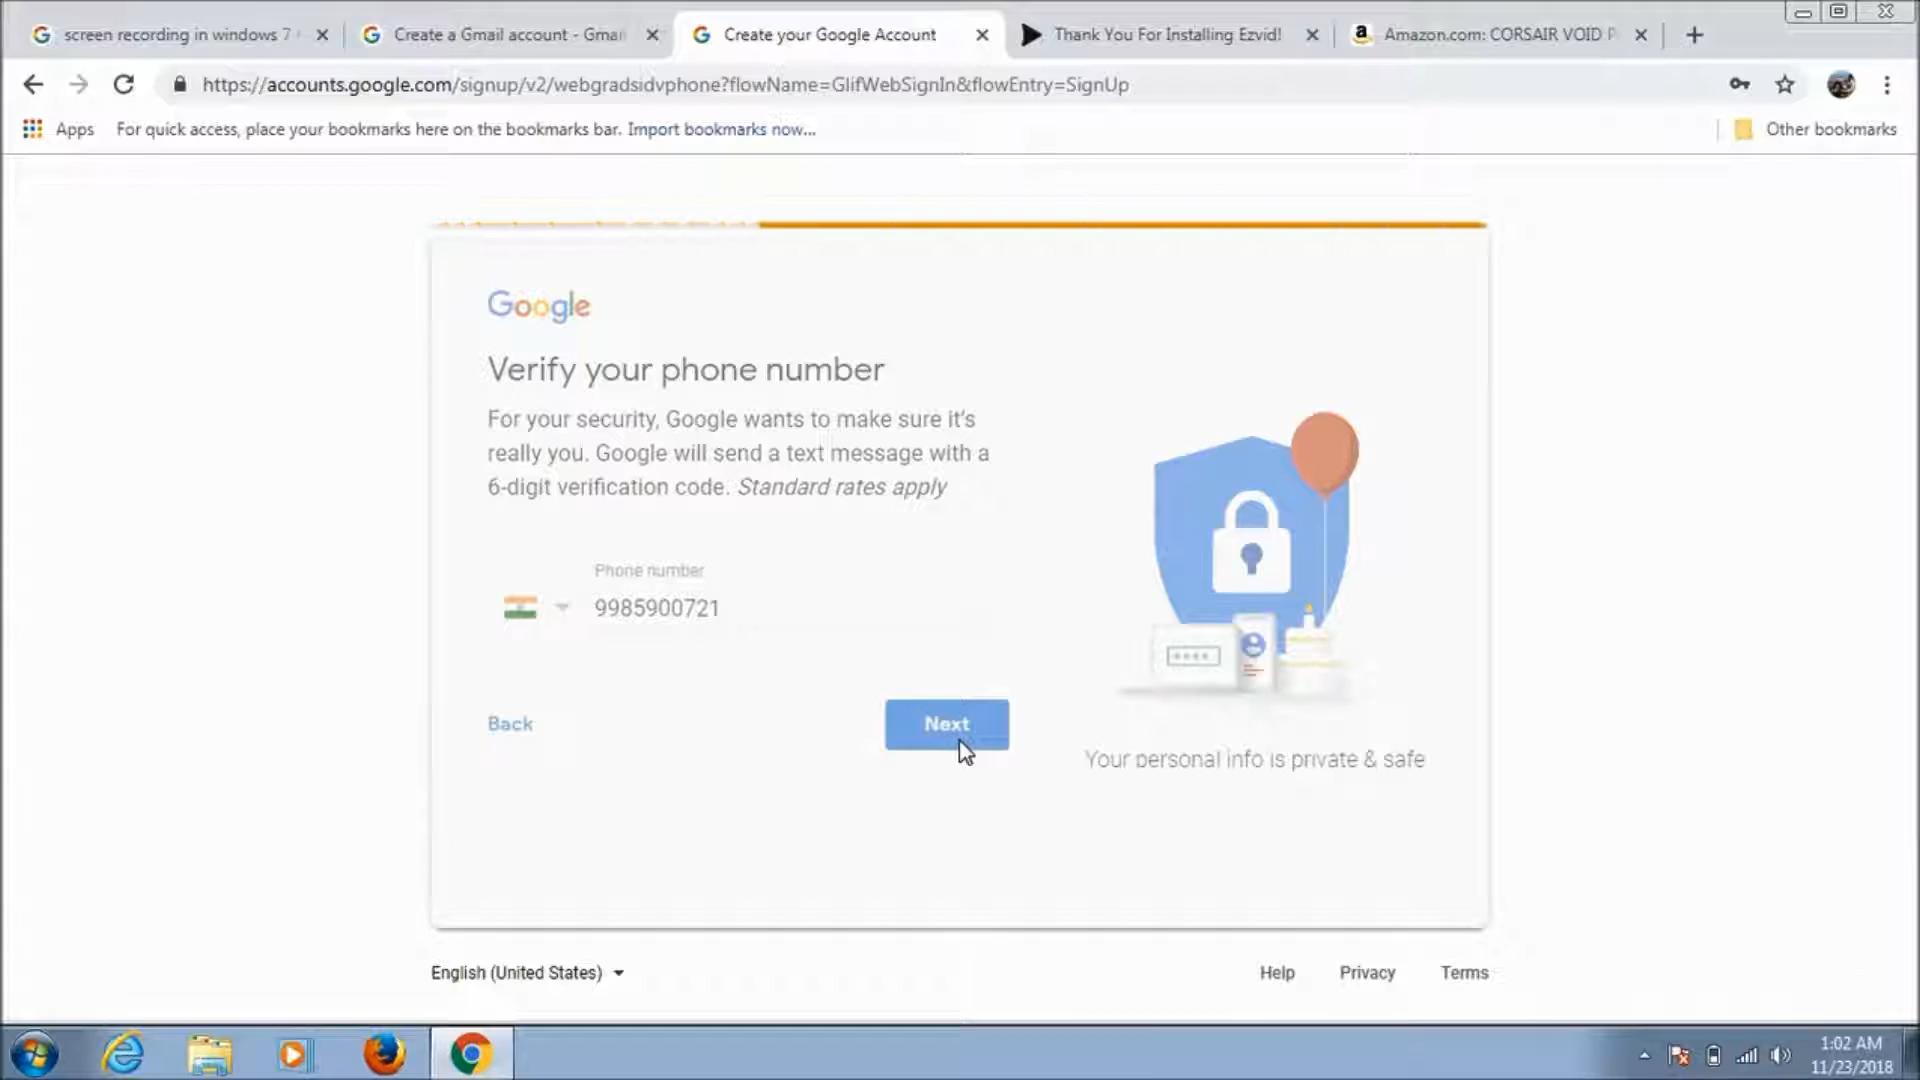 screen recording in windows 7
Create a Gmail account - Gmai
Create your Google Account
Thank You For Installing Ezvid!
Amazon.com: CORSAIR VOID P
https://accounts.google.com/signup/v2/webgradsidvphone?flowName=GlifWebSignIn&flowEntry=SignUp
Apps
For quick access, place your bookmarks here on the bookmarks bar. Import bookmarks now...
Other bookmarks
Google
Verify your phone number
For your security, Google wants to make sure it's
really you. Google will send a text message with a
6-digit verification code. Standard rates apply
Phone number
9985900721
Back
Next
Your personal info is private & safe
English (United States)
Help
Privacy
Terms
1:02 AM
11/23/2018